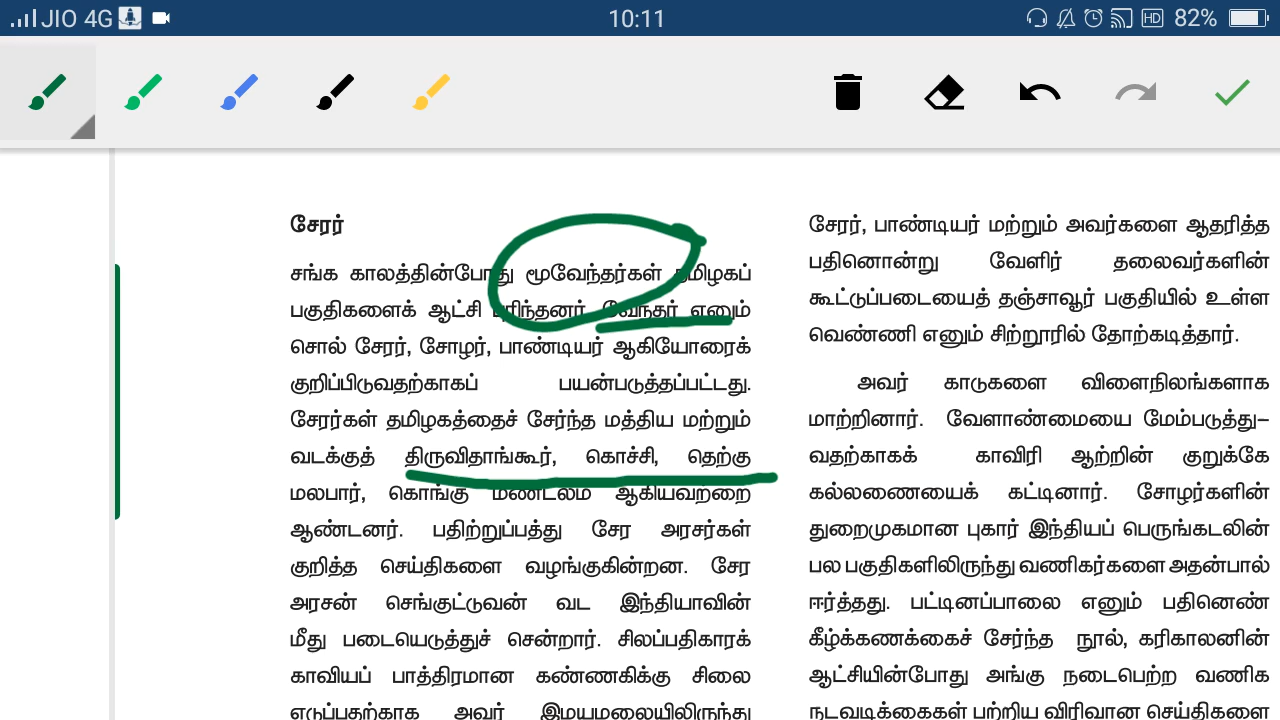 JIO 4G 10:11 HD 82%
சேரர்
சங்க காலத்தின்போது மூவேந்தர்கள் தமிழகப்
பகுதிகளைக் ஆட்சி புரிந்தனர். வேந்தர் எனும்
சொல் சேரர், சோழர், பாண்டியர் ஆகியோரைக்
குறிப்பிடுவதற்காகப் பயன்படுத்தப்பட்டது.
சேரர்கள் தமிழகத்தைச் சேர்ந்த மத்திய மற்றும்
வடக்குத் திருவிதாங்கூர், கொச்சி, தெற்கு
மலபார், கொங்கு மண்டலம் ஆகியவற்றை
ஆண்டனர். பதிற்றுப்பத்து சேர அரசர்கள்
குறித்த செய்திகளை வழங்குகின்றன. சேர
அரசன் செங்குட்டுவன் வட இந்தியாவின்
மீது படையெடுத்துச் சென்றார். சிலப்பதிகாரக்
காவியப் பாத்திரமான கண்ணகிக்கு சிலை
எடுப்பதற்காக அவர் இமயமலையிலிருந்து
சேரர், பாண்டியர் மற்றும் அவர்களை ஆதரித்த
பதினொன்று வேளிர் தலைவர்களின்
கூட்டுப்படையைத் தஞ்சாவூர் பகுதியில் உள்ள
வெண்ணி எனும் சிற்றூரில் தோற்கடித்தார்.
அவர் காடுகளை விளைநிலங்களாக
மாற்றினார். வேளாண்மையை மேம்படுத்து–
வதற்காகக் காவிரி ஆற்றின் குறுக்கே
கல்லணையைக் கட்டினார். சோழர்களின்
துறைமுகமான புகார் இந்தியப் பெருங்கடலின்
பல பகுதிகளிலிருந்து வணிகர்களை அதன்பால்
ஈர்த்தது. பட்டினப்பாலை எனும் பதினெண்
கீழ்க்கணக்கைச் சேர்ந்த நூல், கரிகாலனின்
ஆட்சியின்போது அங்கு நடைபெற்ற வணிக
நடவடிக்கைகள் பற்றிய விரிவான செய்திகளை